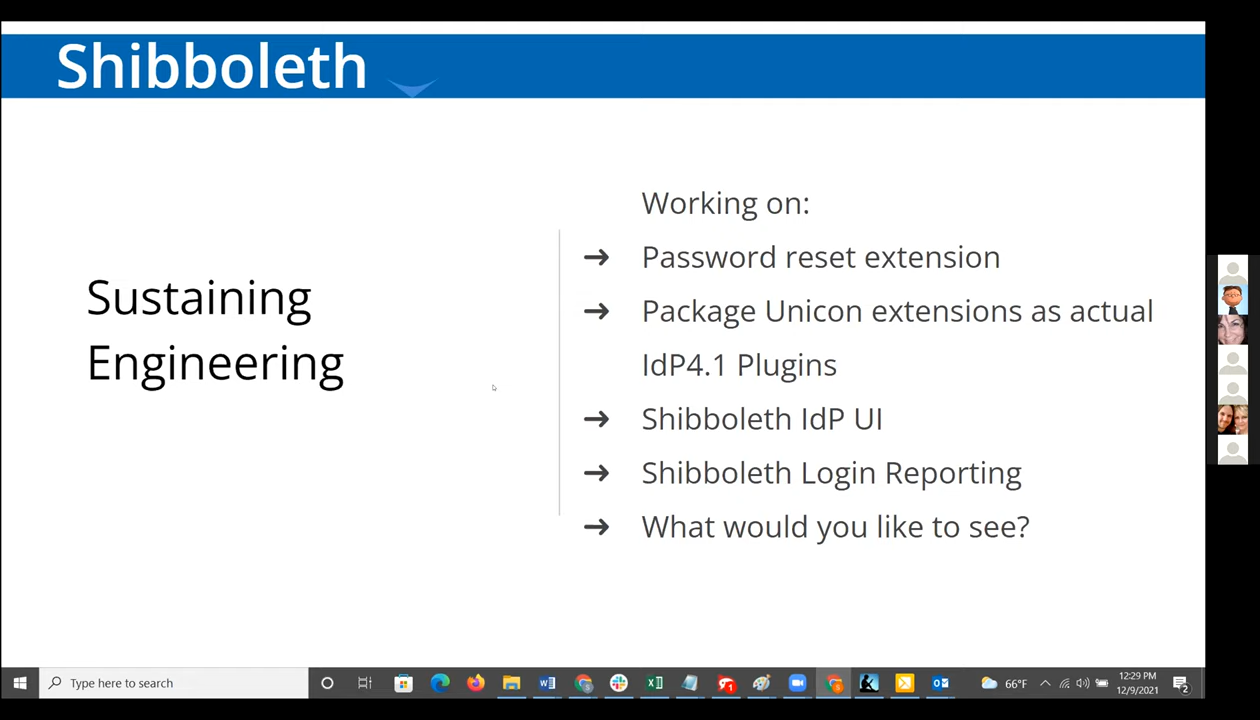 Shibboleth
Sustaining
Engineering
Working on:
➔ Password reset extension
➔ Package Unicon extensions as actual
IdP4.1 Plugins
➔ Shibboleth IdP UI
➔ Shibboleth Login Reporting
➔ What would you like to see?
Type here to search
66°F
12:29 PM
12/9/2021
2